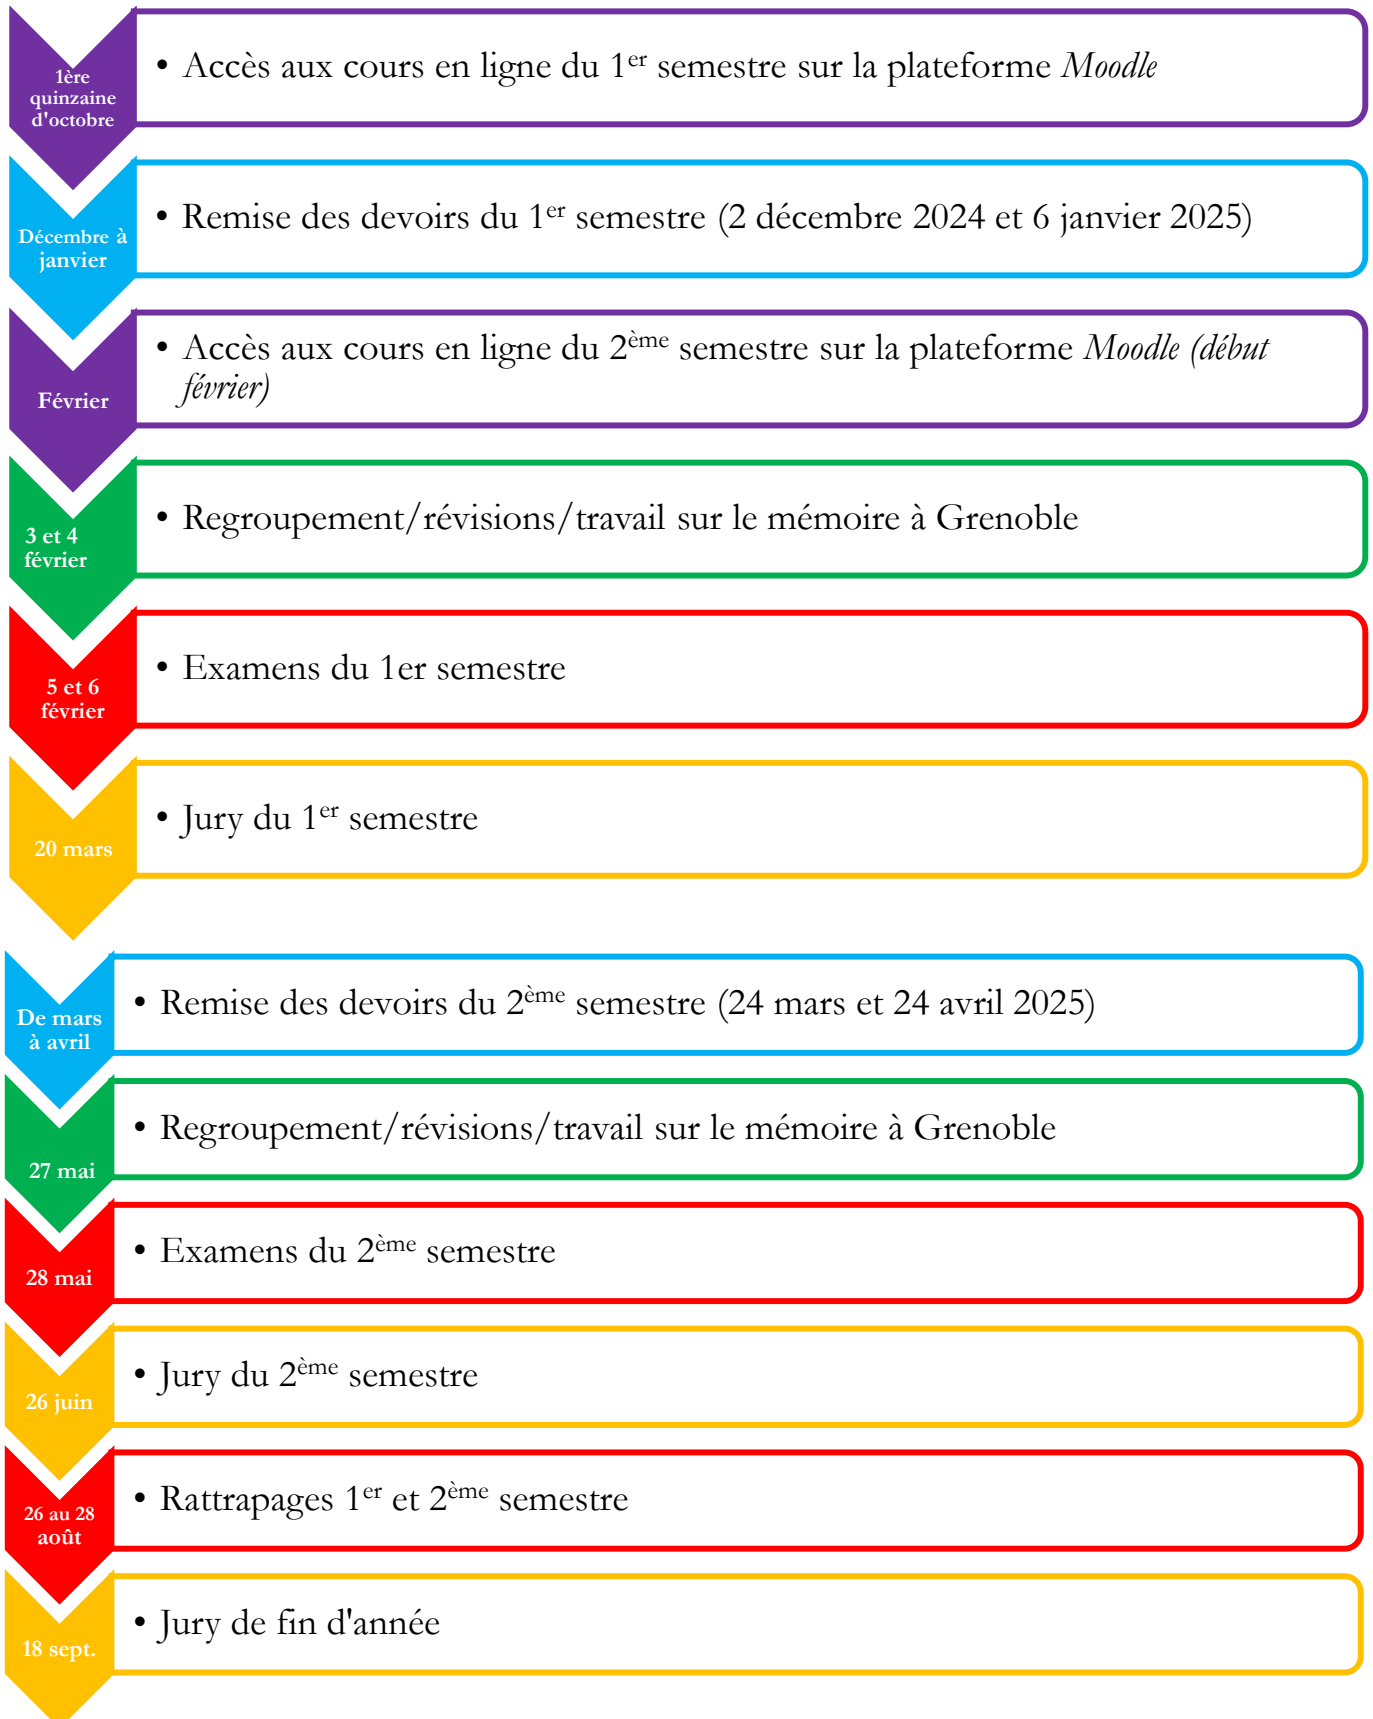 1ère
quinzaine
d'octobre
• Accès aux cours en ligne du 1er semestre sur la plateforme Moodle
Décembre à
janvier
• Remise des devoirs du 1er semestre (2 décembre 2024 et 6 janvier 2025)
Février
• Accès aux cours en ligne du 2ème semestre sur la plateforme Moodle (début
février)
3 et 4
février
• Regroupement/révisions/travail sur le mémoire à Grenoble
5 et 6
février
• Examens du 1er semestre
20 mars
• Jury du 1er semestre
De mars
à avril
• Remise des devoirs du 2ème semestre (24 mars et 24 avril 2025)
27 mai
• Regroupement/révisions/travail sur le mémoire à Grenoble
28 mai
• Examens du 2ème semestre
26 juin
• Jury du 2ème semestre
26 au 28
août
• Rattrapages 1er et 2ème semestre
18 sept.
• Jury de fin d'année